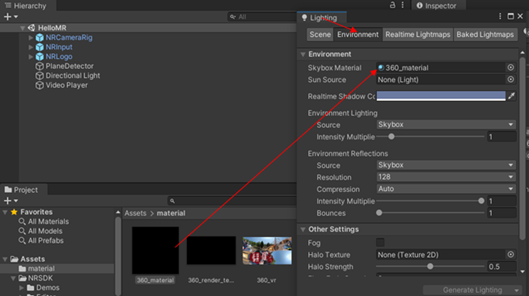 Hierarchy
All
HelloMR
NRCameraRig
NRInput
NRLogo
PlaneDetector
Directional Light
Video Player
Project
Favorites
All Materials
All Models
All Prefabs
Assets
material
NRSDK
Demos
Assets > material
360_material
360_render_te...
360_vr
Inspector
Lighting
Scene
Environment
Realtime Lightmaps
Baked Lightmaps
Environment
Skybox Material
360_material
Sun Source
None (Light)
Realtime Shadow Co
Environment Lighting
Source
Skybox
Intensity Multiplie
1
Environment Reflections
Source
Skybox
Resolution
128
Compression
Auto
Intensity Multiplie
1
Bounces
1
Other Settings
Fog
Halo Texture
None (Texture 2D)
Halo Strength
0.5
Generate Lighting